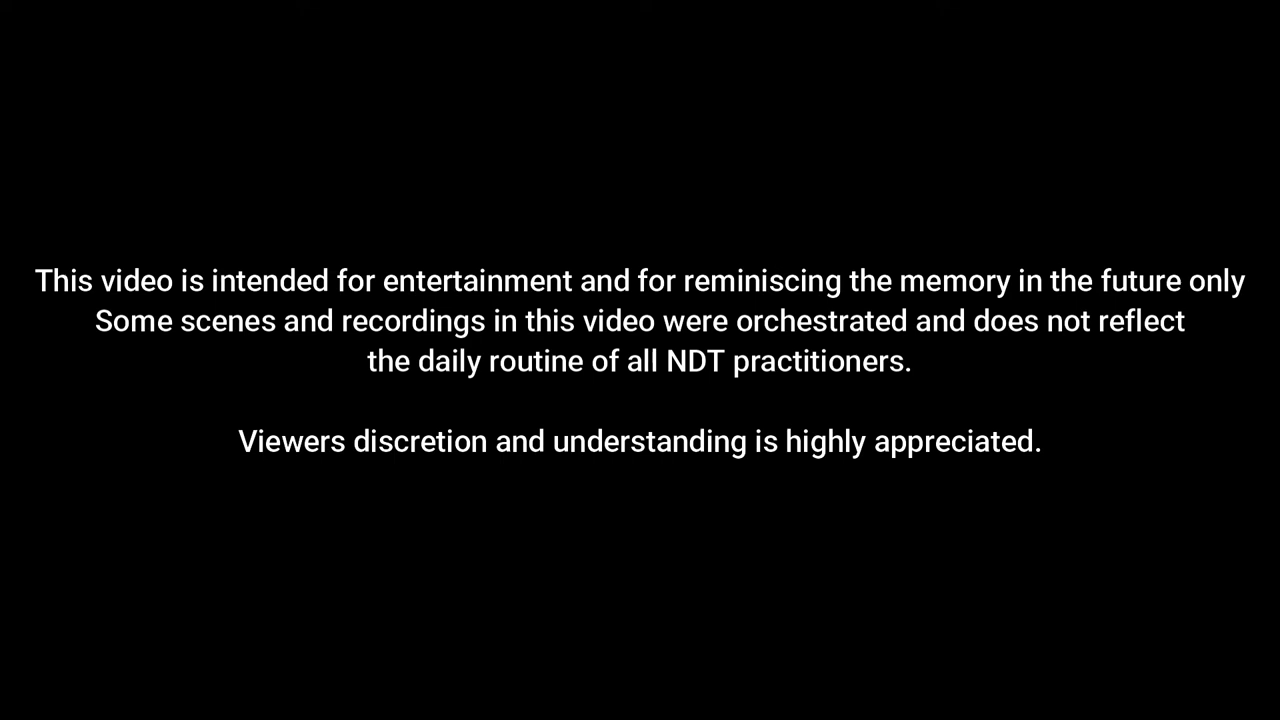 This video is intended for entertainment and for reminiscing the memory in the future only
Some scenes and recordings in this video were orchestrated and does not reflect
the daily routine of all NDT practitioners.
Viewers discretion and understanding is highly appreciated.